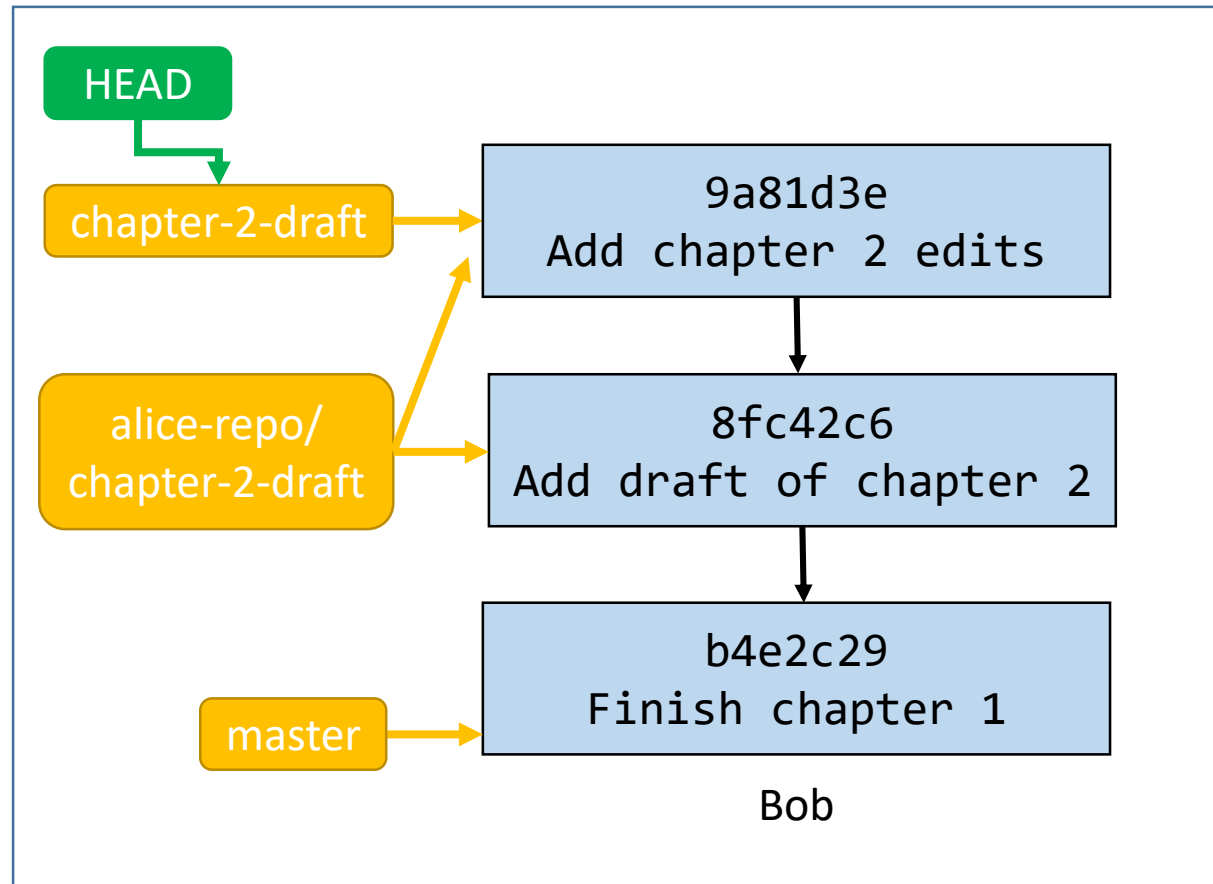 HEAD
chapter-2-draft
9a81d3e
Add chapter 2 edits
alice-repo/
chapter-2-draft
8fc42c6
Add draft of chapter 2
master
b4e2c29
Finish chapter 1
Bob